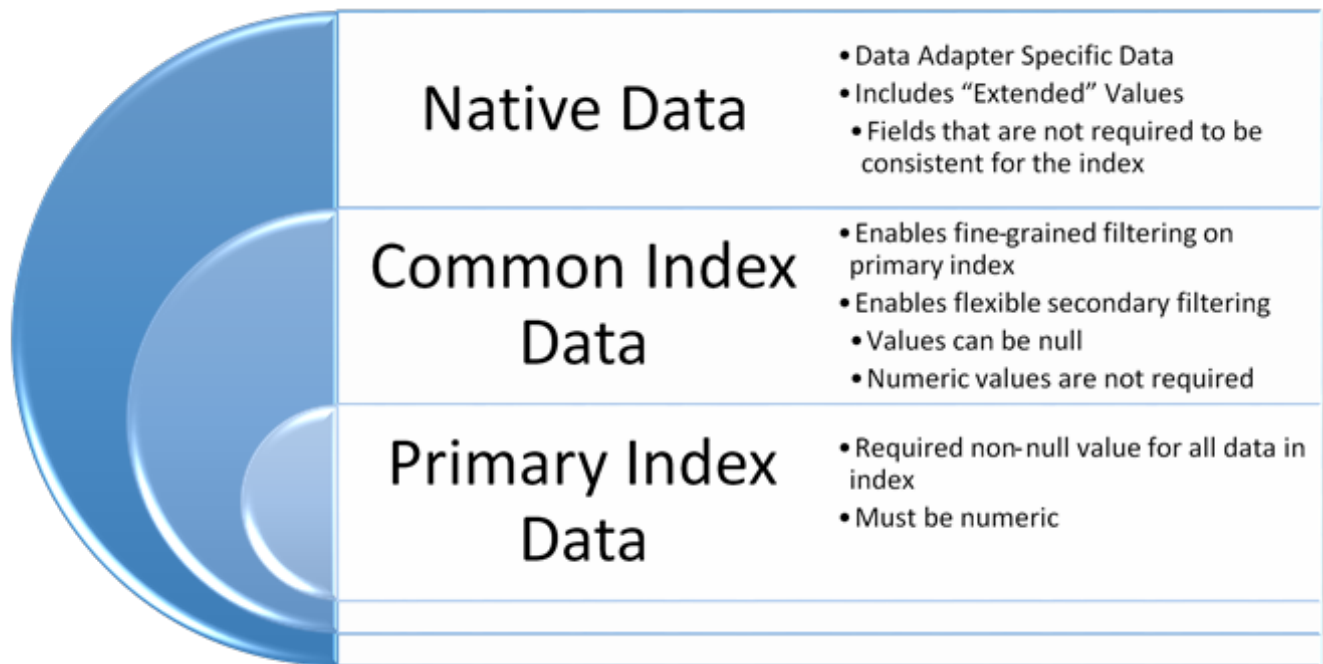 Native Data
• Data Adapter Specific Data
• Includes “Extended” Values
• Fields that are not required to be
consistent for the index
Common Index
Data
• Enables fine-grained filtering on
primary index
• Enables flexible secondary filtering
• Values can be null
• Numeric values are not required
Primary Index
Data
• Required non-null value for all data in
index
• Must be numeric